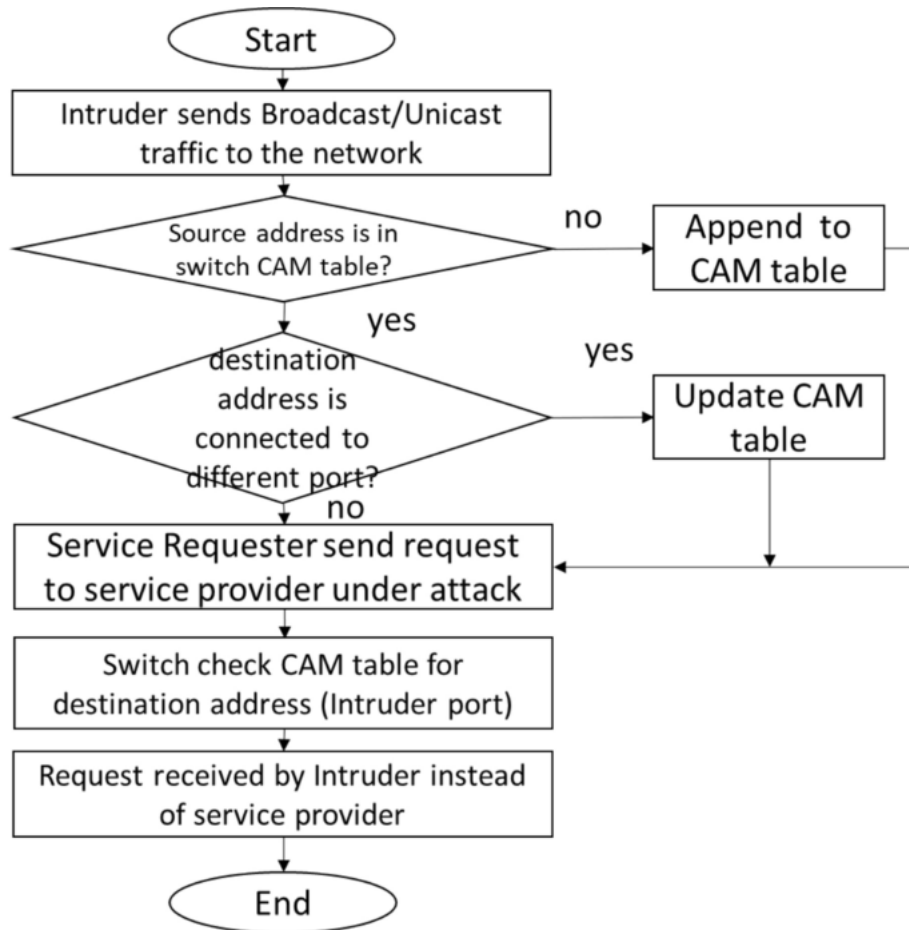 Start
Intruder sends Broadcast/Unicast
traffic to the network
Source address is in
switch CAM table?
no
Append to
CAM table
yes
destination
address is
connected to
different port?
yes
Update CAM
table
no
Service Requester send request
to service provider under attack
Switch check CAM table for
destination address (Intruder port)
Request received by Intruder instead
of service provider
End